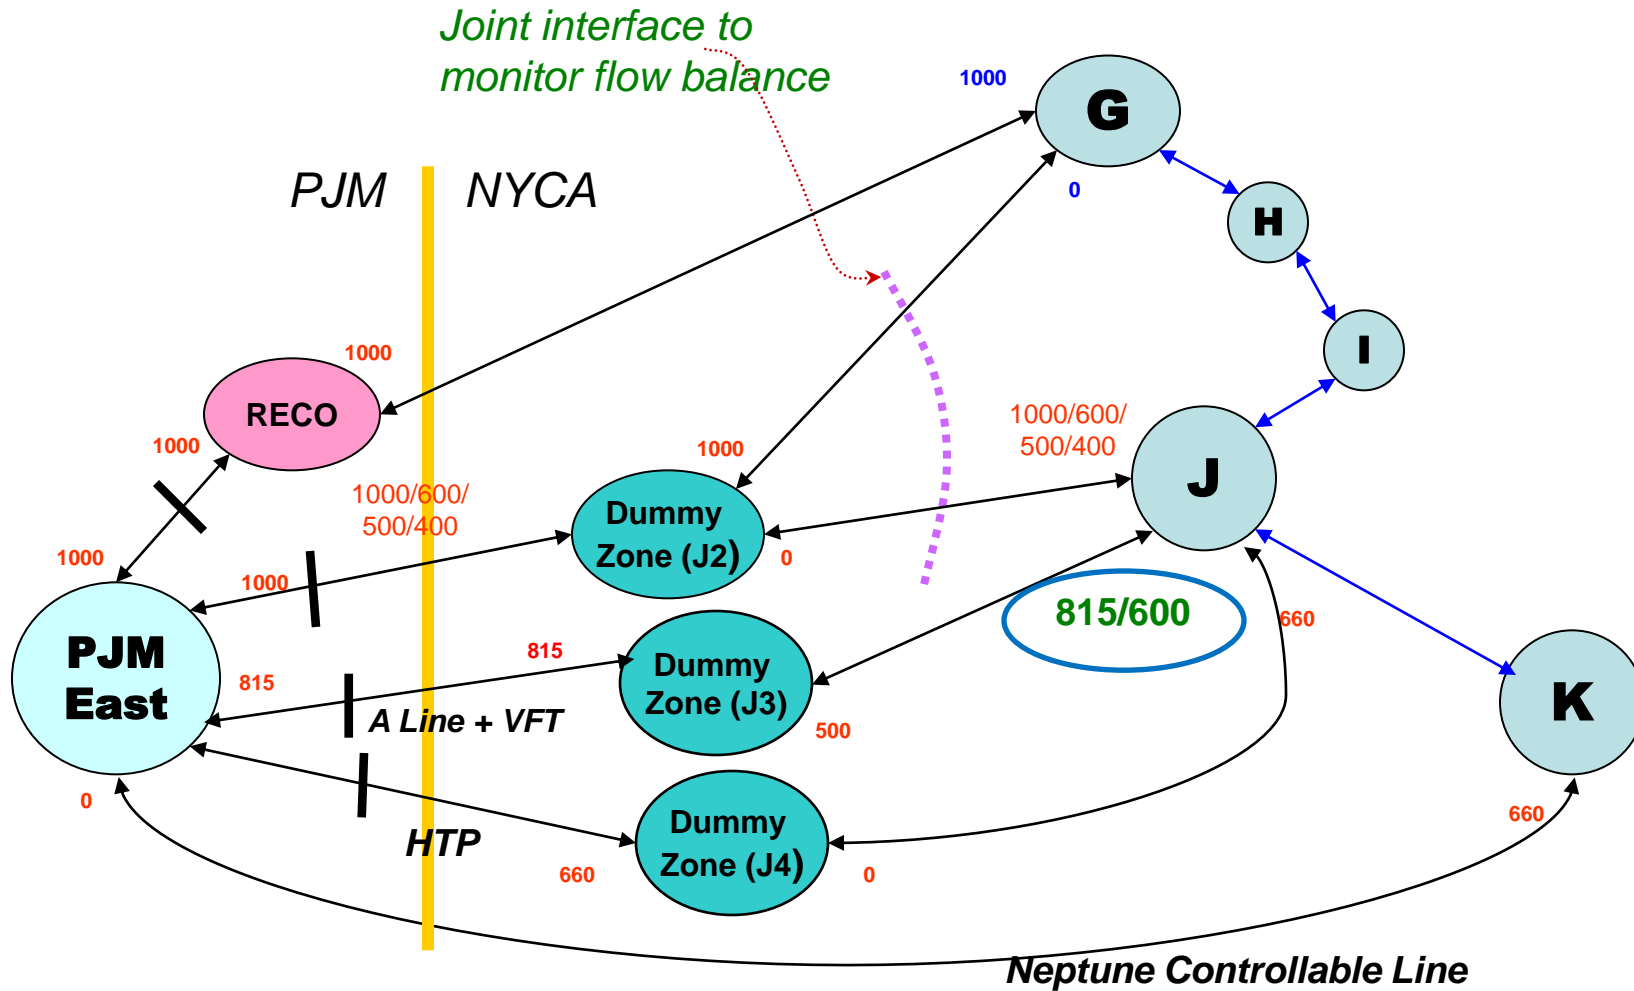 Joint interface to
monitor flow balance
1000
G
0
PJM
NYCA
H
I
1000
RECO
1000
1000/600/
500/400
J
1000
1000/600/
500/400
Dummy
Zone (J2)
0
1000
1000
815/600
660
PJM
East
815
815
Dummy
Zone (J3)
500
A Line + VFT
K
0
HTP
660
Dummy
Zone (J4)
0
660
Neptune Controllable Line